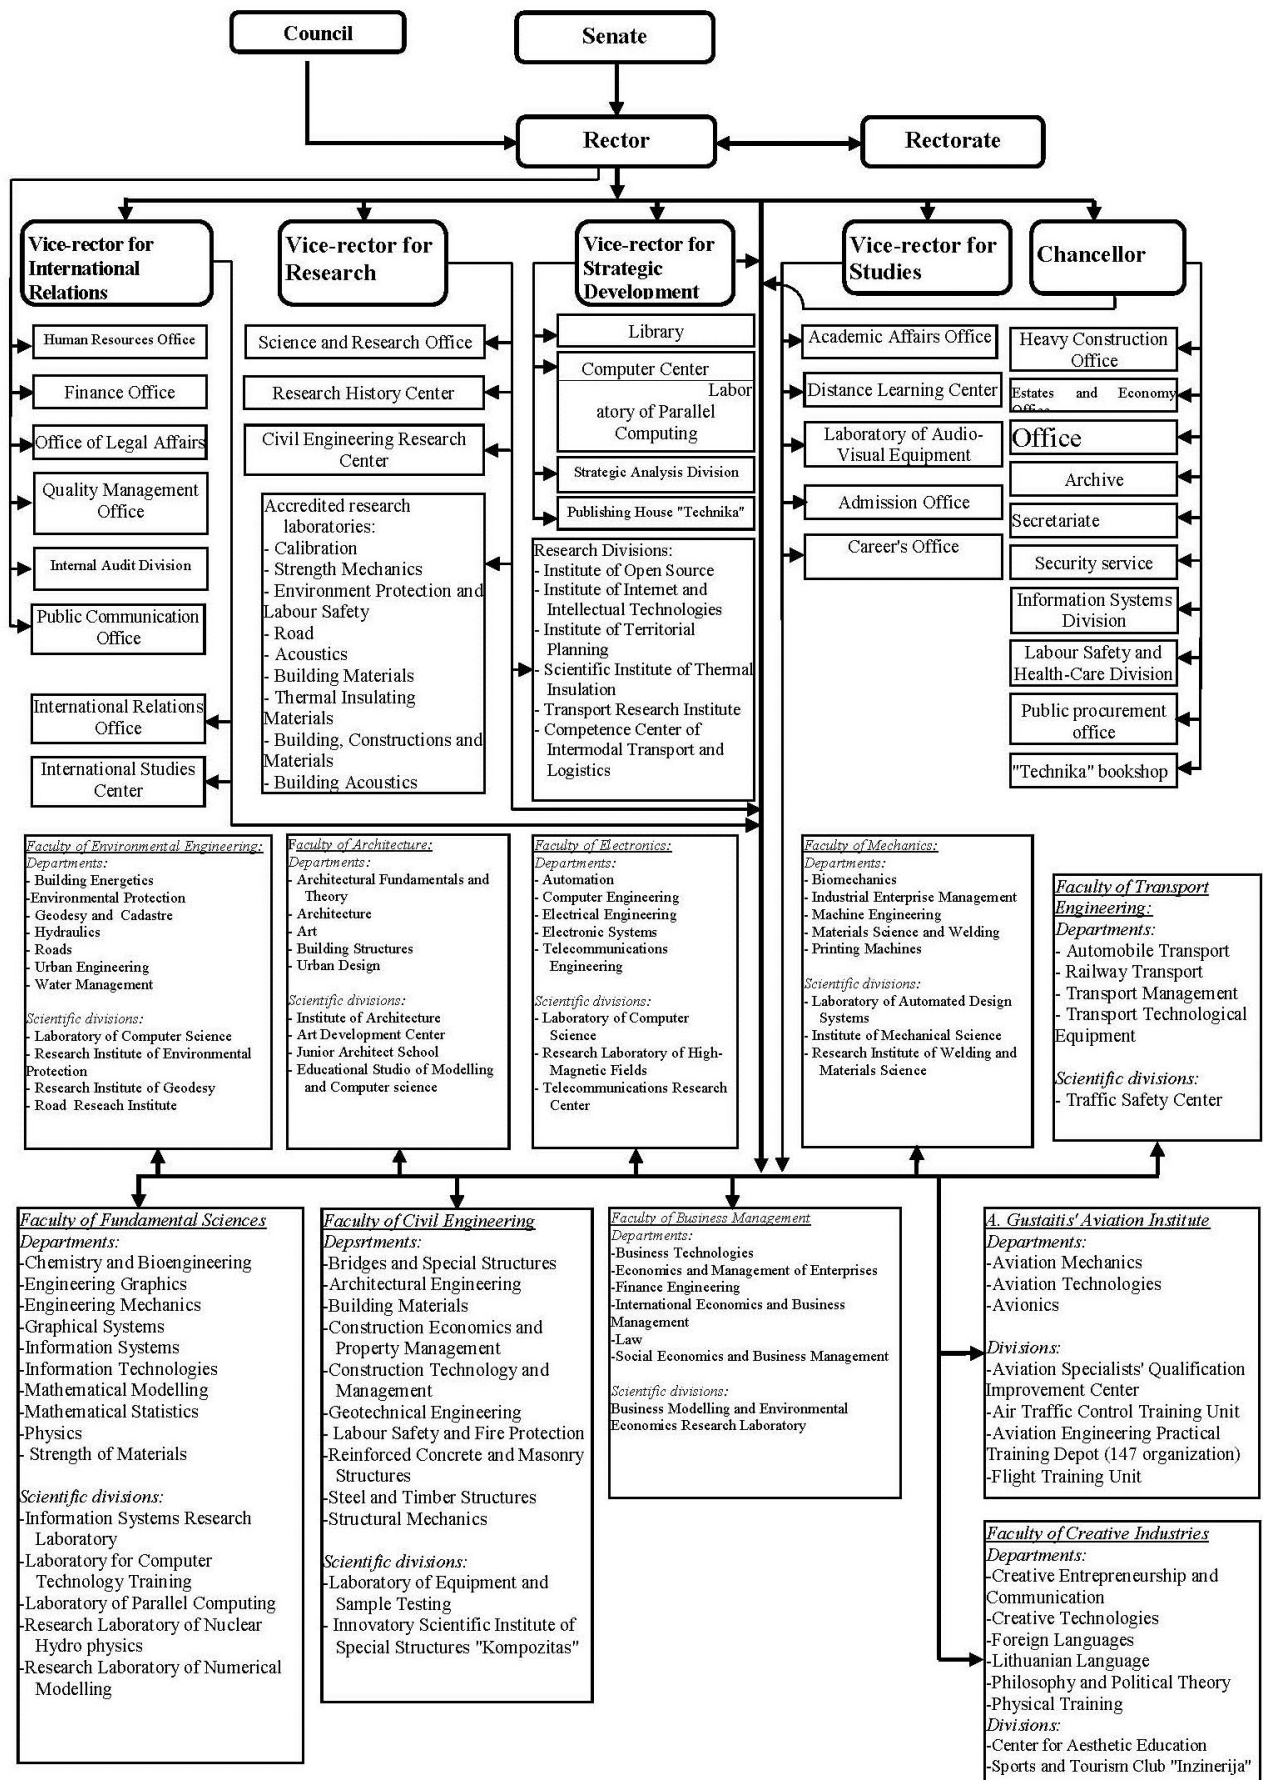 Council
Senate
Rector
Rectorate
Vice-rector for
International
Relations
Vice-rector for
Research
Vice-rector for
Strategic
Development
Vice-rector for
Studies
Chancellor
Human Resources Office
Finance Office
Office of Legal Affairs
Quality Management
Office
Internal Audit Division
Public Communication
Office
International Relations
Office
International Studies
Center
Science and Research Office
Research History Center
Civil Engineering Research
Center
Accredited research
laboratories:
- Calibration
- Strength Mechanics
- Environment Protection and
Labour Safety
- Road
- Acoustics
- Building Materials
- Thermal Insulating
Materials
- Building, Constructions and
Materials
- Building Acoustics
Library
Computer Center
Labor
atory of Parallel
Computing
Strategic Analysis Division
Publishing House "Technika"
Research Divisions:
- Institute of Open Source
- Institute of Internet and
Intellectual Technologies
- Institute of Territorial
Planning
- Scientific Institute of Thermal
Insulation
- Transport Research Institute
- Competence Center of
Intermodal Transport and
Logistics
Academic Affairs Office
Distance Learning Center
Laboratory of Audio-
Visual Equipment
Admission Office
Career's Office
Heavy Construction
Office
Estates and Economy
Office
Office
Archive
Secretariate
Security service
Information Systems
Division
Labour Safety and
Health-Care Division
Public procurement
office
"Technika" bookshop
Faculty of Environmental Engineering:
Departments:
- Building Energetics
-Environmental Protection
- Geodesy and Cadastre
- Hydraulics
- Roads
- Urban Engineering
- Water Management
Scientific divisions:
- Laboratory of Computer Science
- Research Institute of Environmental
Protection
- Research Institute of Geodesy
- Road Reseach Institute
Faculty of Architecture:
Departments:
- Architectural Fundamentals and
Theory
- Architecture
- Art
- Building Structures
- Urban Design
Scientific divisions:
- Institute of Architecture
- Art Development Center
- Junior Architect School
- Educational Studio of Modelling
and Computer science
Faculty of Electronics:
Departments:
- Automation
- Computer Engineering
- Electrical Engineering
- Electronic Systems
- Telecommunications
Engineering
Scientific divisions:
- Laboratory of Computer
Science
- Research Laboratory of High-
Magnetic Fields
- Telecommunications Research
Center
Faculty of Mechanics:
Departments:
- Biomechanics
- Industrial Enterprise Management
- Machine Engineering
- Materials Science and Welding
- Printing Machines
Scientific divisions:
- Laboratory of Automated Design
Systems
- Institute of Mechanical Science
- Research Institute of Welding and
Materials Science
Faculty of Transport
Engineering:
Departments:
- Automobile Transport
- Railway Transport
- Transport Management
- Transport Technological
Equipment
Scientific divisions:
- Traffic Safety Center
Faculty of Fundamental Sciences
Departments:
-Chemistry and Bioengineering
-Engineering Graphics
-Engineering Mechanics
-Graphical Systems
-Information Systems
-Information Technologies
-Mathematical Modelling
-Mathematical Statistics
-Physics
- Strength of Materials
Scientific divisions:
-Information Systems Research
Laboratory
-Laboratory for Computer
Technology Training
-Laboratory of Parallel Computing
-Research Laboratory of Nuclear
Hydro physics
-Research Laboratory of Numerical
Modelling
Faculty of Civil Engineering
Depsrtments:
-Bridges and Special Structures
-Architectural Engineering
-Building Materials
-Construction Economics and
Property Management
-Construction Technology and
Management
-Geotechnical Engineering
- Labour Safety and Fire Protection
-Reinforced Concrete and Masonry
Structures
-Steel and Timber Structures
-Structural Mechanics
Scientific divisions:
-Laboratory of Equipment and
Sample Testing
- Innovatory Scientific Institute of
Special Structures "Kompozitas"
Faculty of Business Management
Departments:
-Business Technologies
-Economics and Management of Enterprises
-Finance Engineering
-International Economics and Business
Management
-Law
-Social Economics and Business Management
Scientific divisions:
Business Modelling and Environmental
Economics Research Laboratory
A. Gustaitis' Aviation Institute
Departments:
-Aviation Mechanics
-Aviation Technologies
-Avionics
Divisions:
-Aviation Specialists' Qualification
Improvement Center
-Air Traffic Control Training Unit
-Aviation Engineering Practical
Training Depot (147 organization)
-Flight Training Unit
Faculty of Creative Industries
Departments:
-Creative Entrepreneurship and
Communication
-Creative Technologies
-Foreign Languages
-Lithuanian Language
-Philosophy and Political Theory
-Physical Training
Divisions:
-Center for Aesthetic Education
-Sports and Tourism Club "Inzinerija"